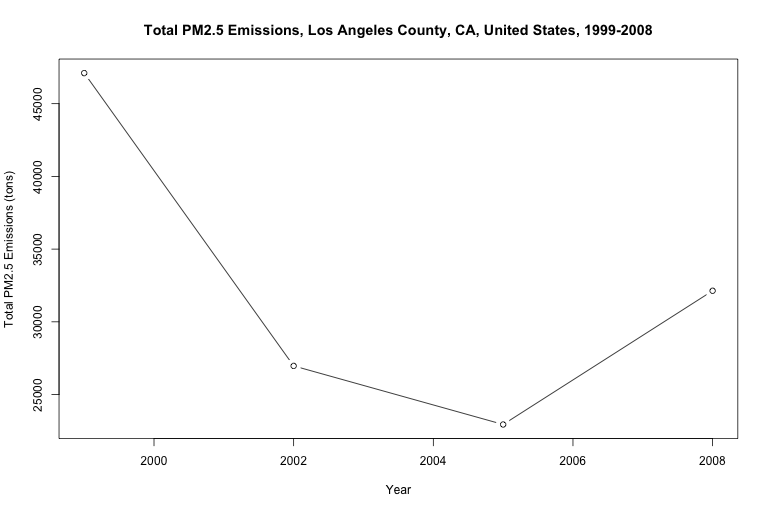 Total PM2.5 Emissions, Los Angeles County, CA, United States, 1999-2008
Total PM2.5 Emissions (tons)
45000
40000
35000
30000
25000
2000 2002 2004 2006 2008
Year